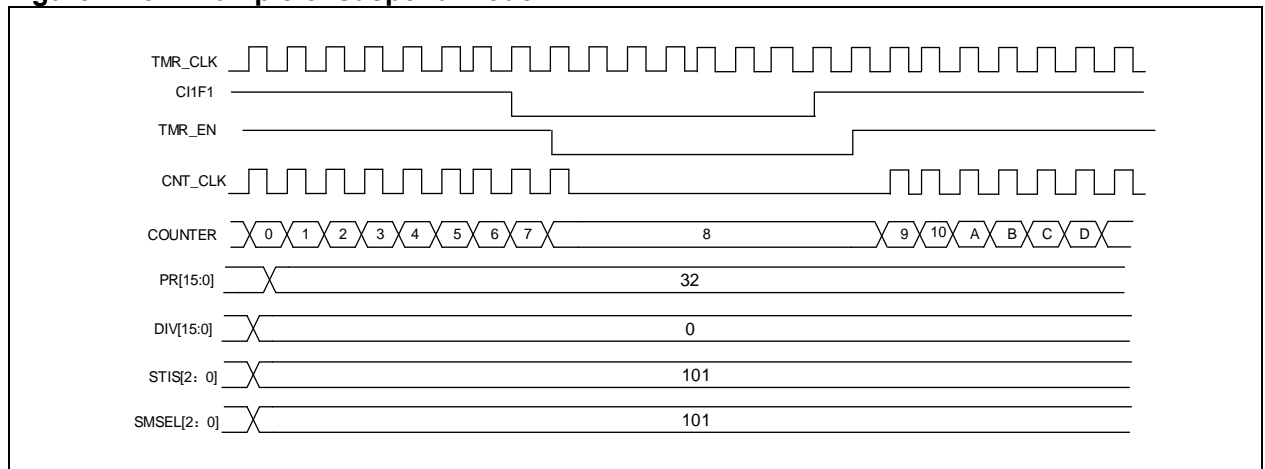 TMR_CLK
CI1F1
TMR_EN
CNT_CLK
COUNTER 0 1 2 3 4 5 6 7 8 9 10 A B C D
PR[15:0] 32
DIV[15:0] 0
STIS[2：0] 101
SMSEL[2：0] 101